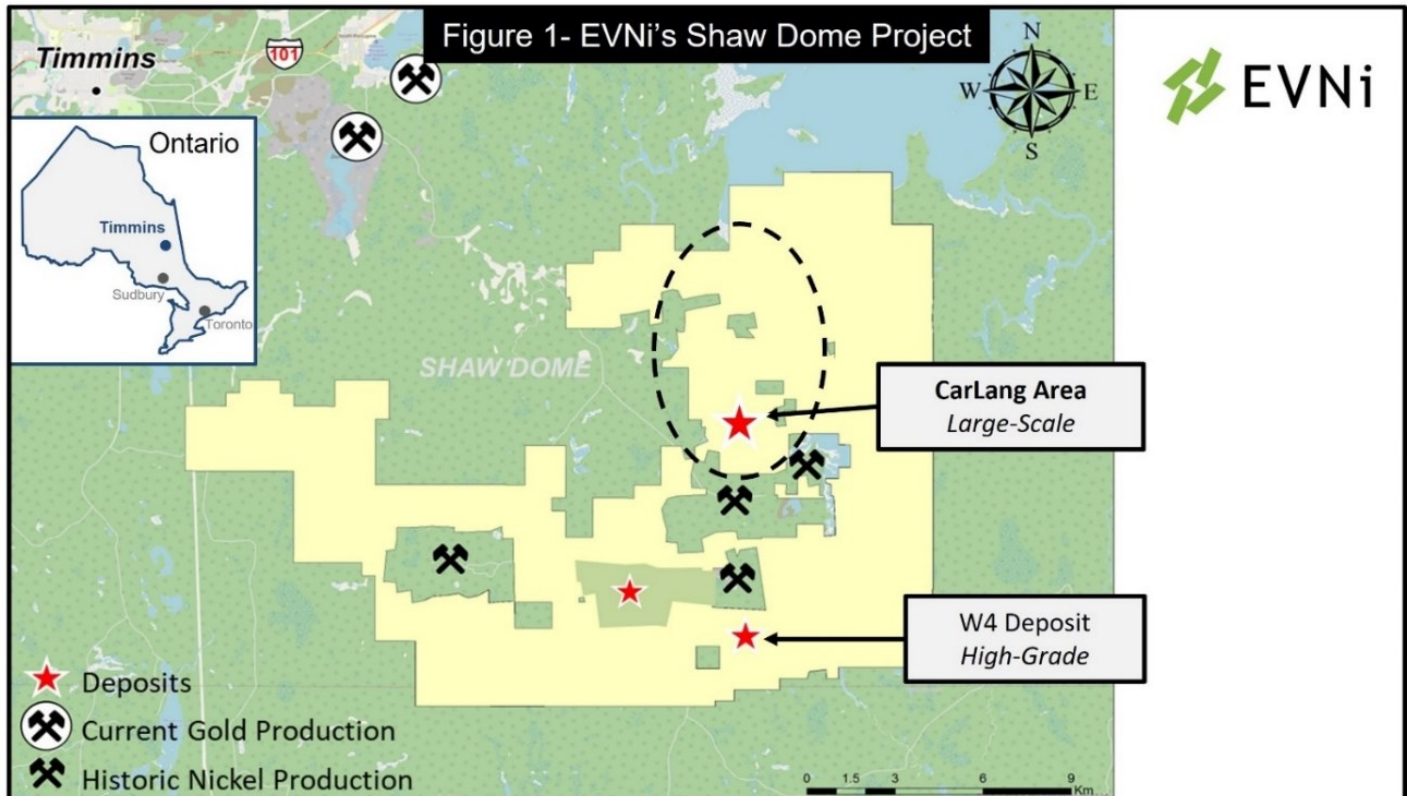 Figure 1- EVNi's Shaw Dome Project
EVNi
Timmins
101
N
W
E
S
Ontario
Timmins
Sudbury
Toronto
SHAW DOME
CarLang Area
Large-Scale
W4 Deposit
High-Grade
Deposits
Current Gold Production
Historic Nickel Production
0 1.5 3 6 9
Km